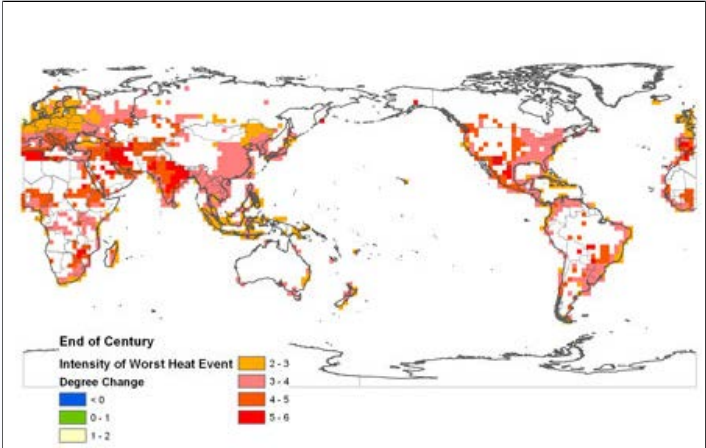 End of Century
Intensity of Worst Heat Event
Degree Change
< 0
0 - 1
1 - 2
2 - 3
3 - 4
4 - 5
5 - 6